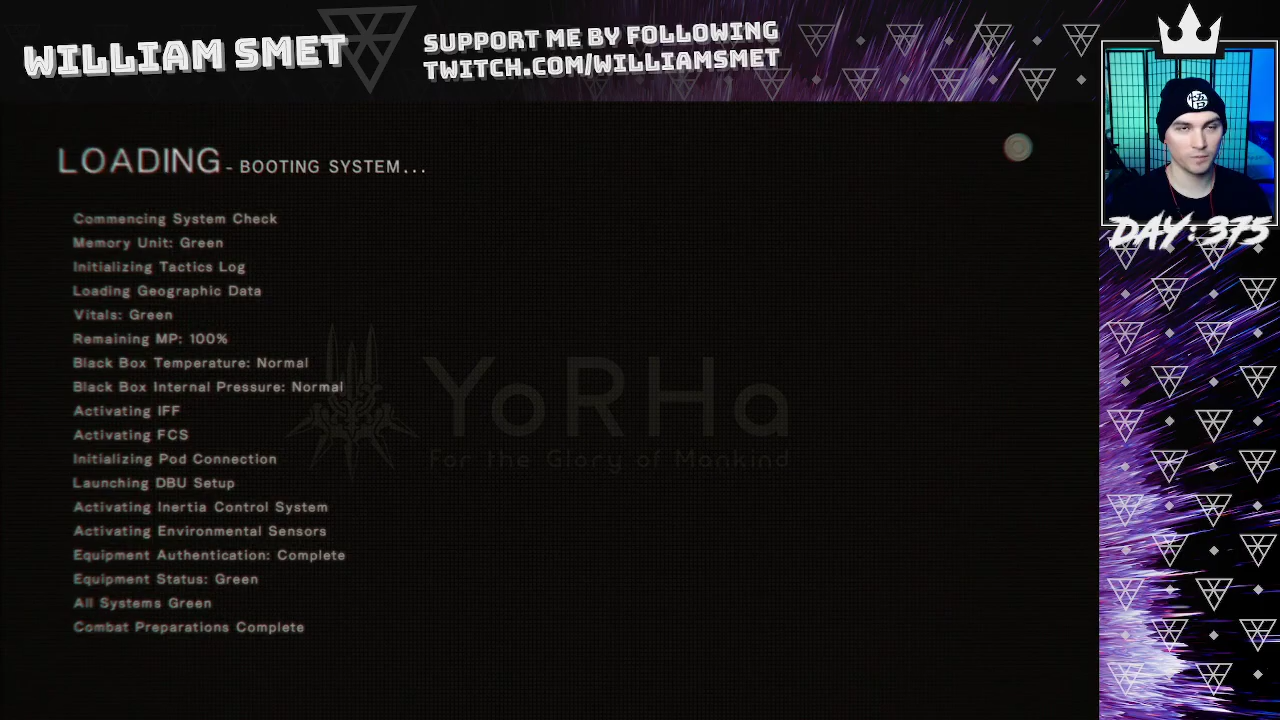 WILLIAM SMET
SUPPORT ME BY FOLLOWING
TWITCH.COM/WILLIAMSMET
DAY: 375
LOADING - BOOTING SYSTEM...
Commencing System Check
Memory Unit: Green
Initializing Tactics Log
Loading Geographic Data
Vitals: Green
Remaining MP: 100%
Black Box Temperature: Normal
Black Box Internal Pressure: Normal
Activating IFF
Activating FCS
Initializing Pod Connection
Launching DBU Setup
Activating Inertia Control System
Activating Environmental Sensors
Equipment Authentication: Complete
Equipment Status: Green
All Systems Green
Combat Preparations Complete
YoRHa
For the Glory of Mankind